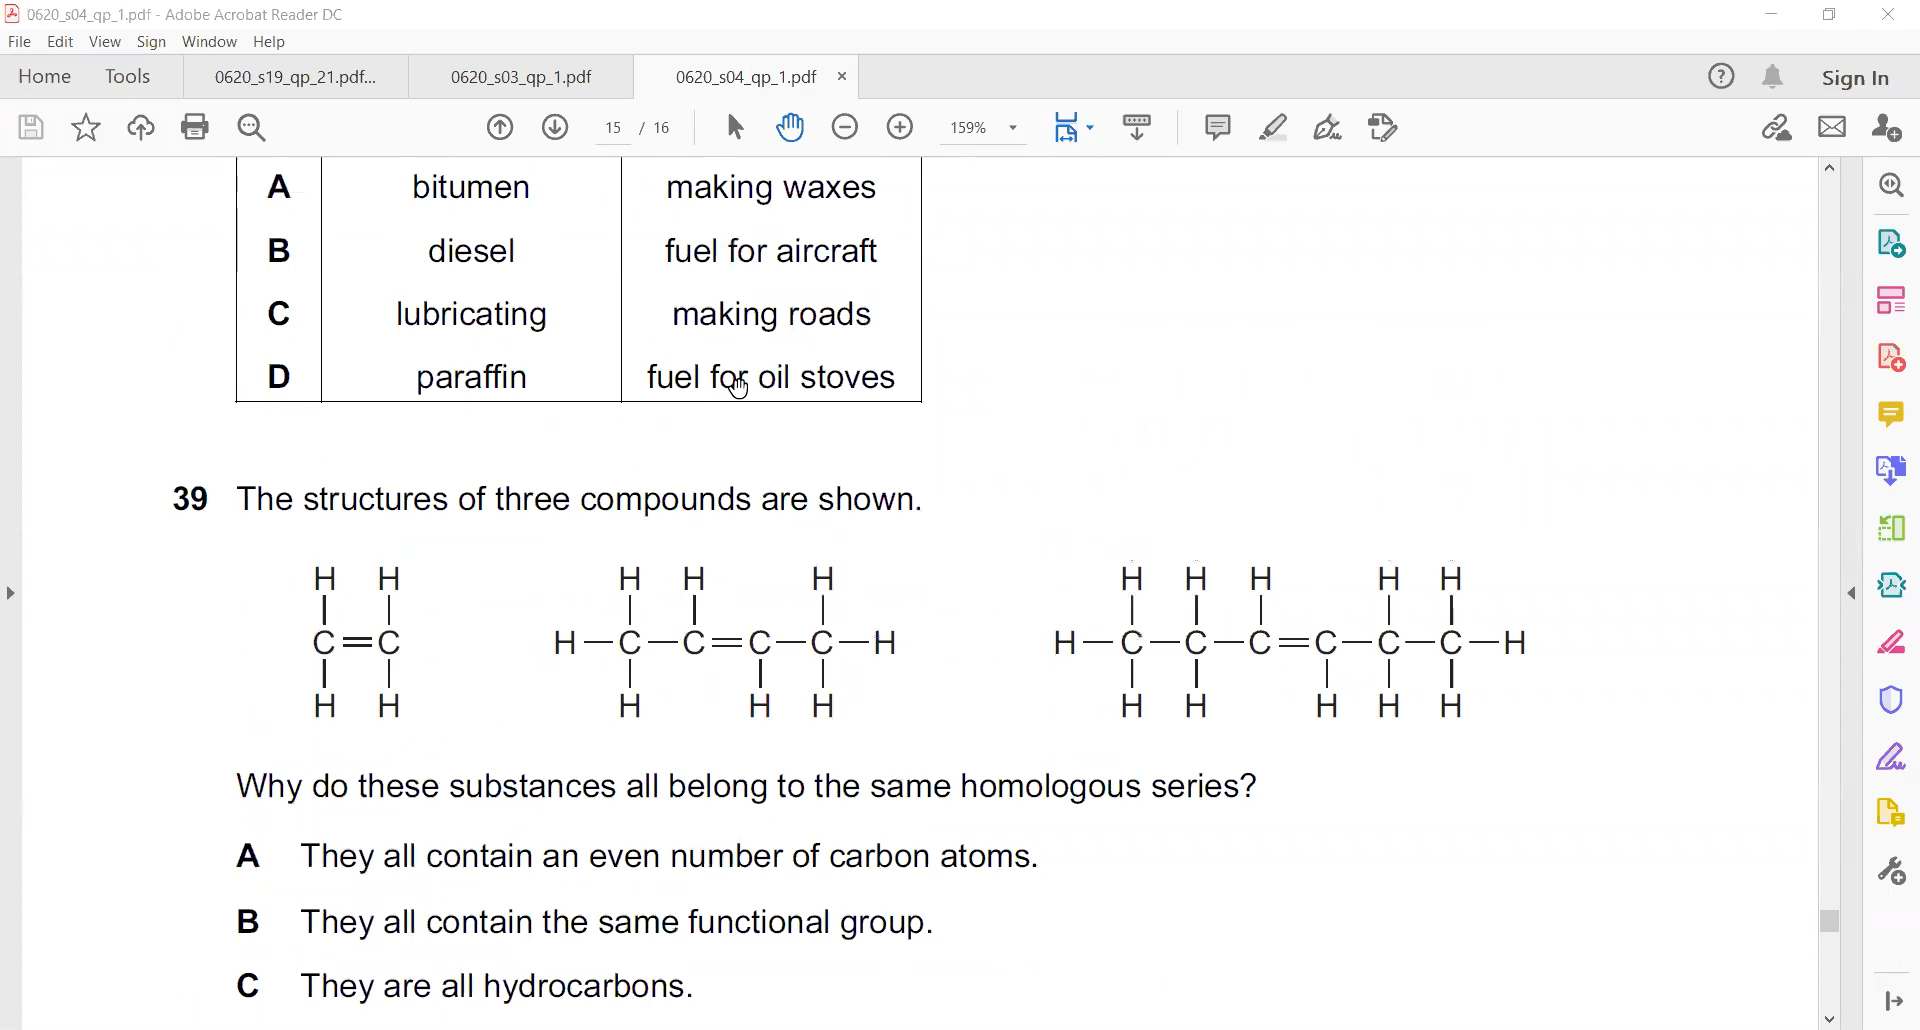 0620_s04_qp_1.pdf - Adobe Acrobat Reader DC
File Edit View Sign Window Help
Home Tools 0620_s19_qp_21.pdf... 0620_s03_qp_1.pdf 0620_s04_qp_1.pdf × Sign In
15 / 16 159%
A bitumen making waxes
B diesel fuel for aircraft
C lubricating making roads
D paraffin fuel for oil stoves
39 The structures of three compounds are shown.
H H H H H H H H H H
C=C H—C—C=C—C—H H—C—C—C=C—C—C—H
H H H H H H H H H H
Why do these substances all belong to the same homologous series?
A They all contain an even number of carbon atoms.
B They all contain the same functional group.
C They are all hydrocarbons.